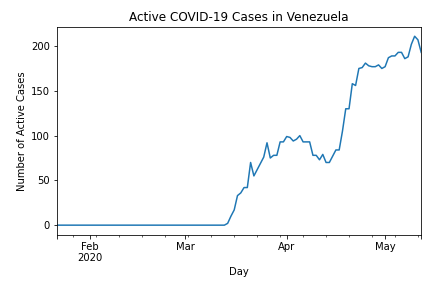 Active COVID-19 Cases in Venezuela
Number of Active Cases
200
150
100
50
0
Feb
2020
Mar
Apr
May
Day